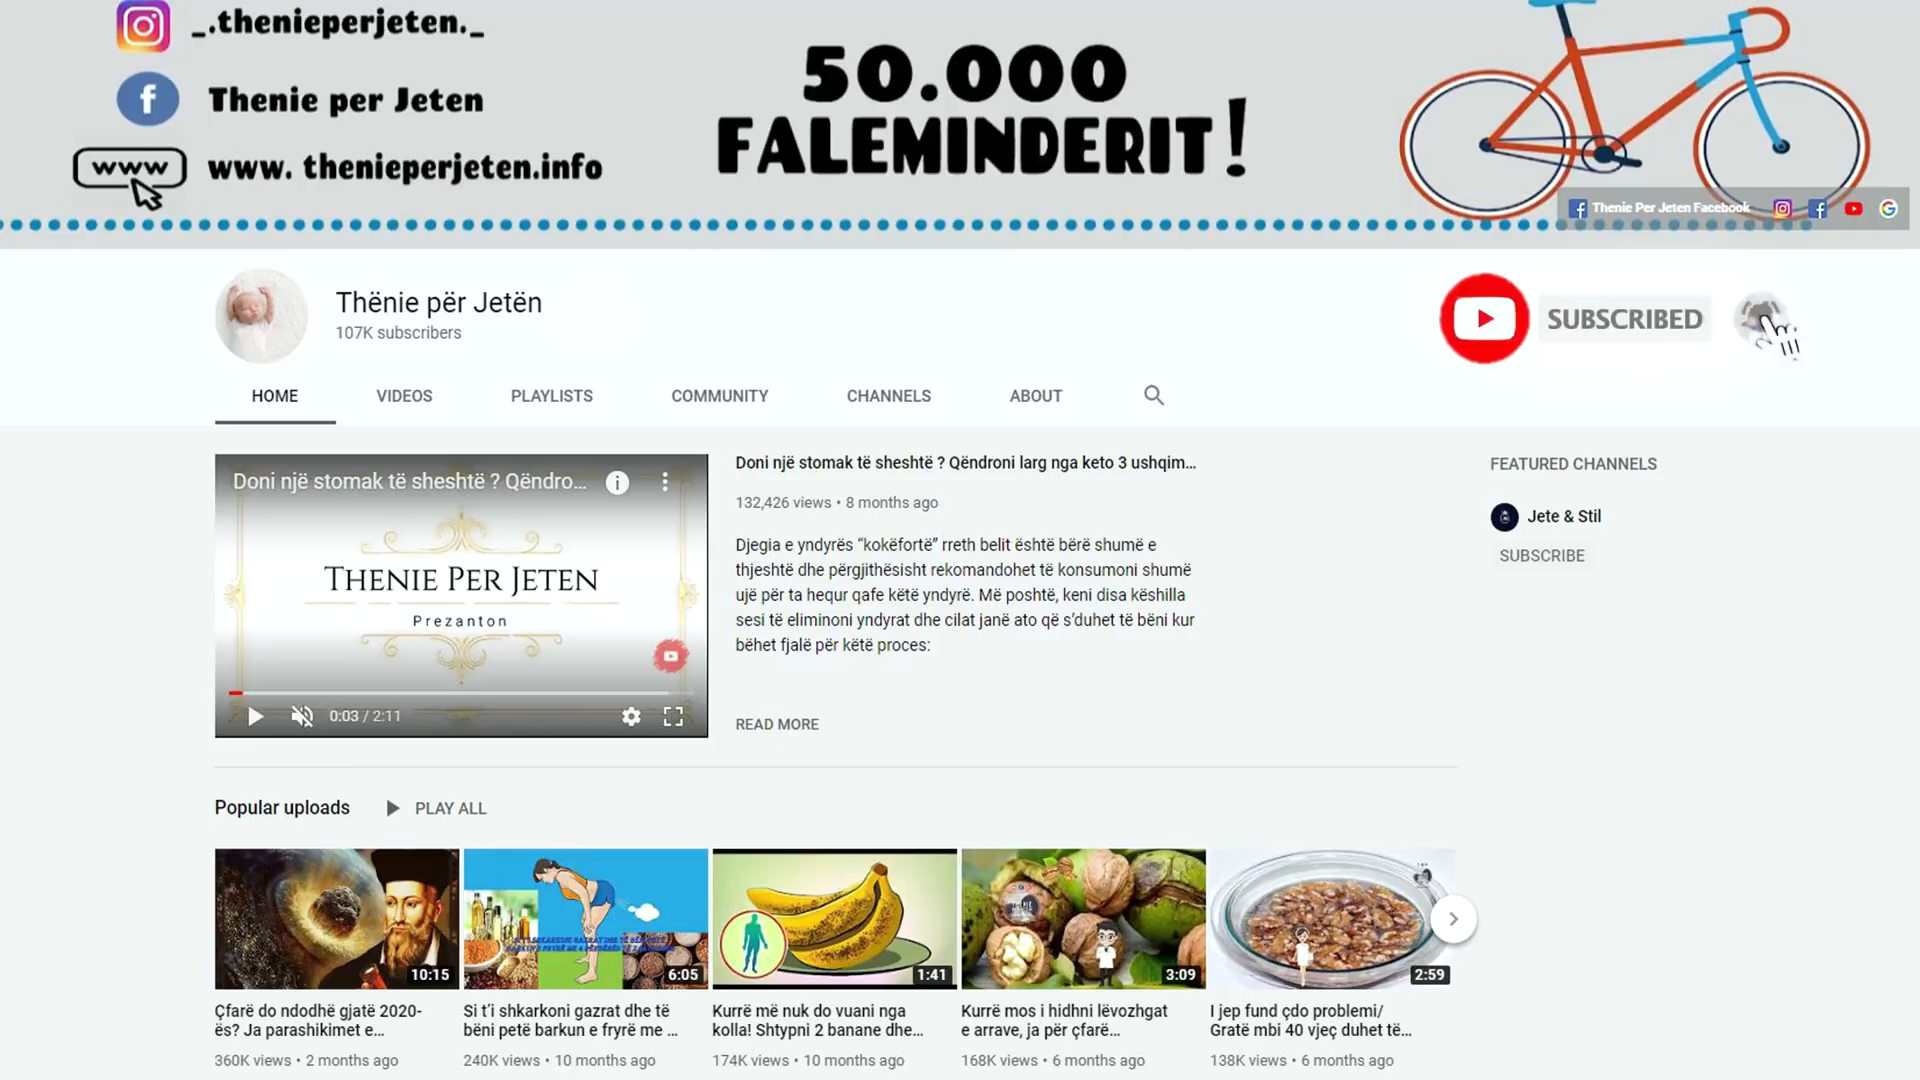 _.thenieperjeten._
Thenie per Jeten
www
www. thenieperjeten.info
50.000
FALEMINDERIT!
Thenie Per Jeten Facebook
Thënie për Jetën
107K subscribers
SUBSCRIBED
HOME
VIDEOS
PLAYLISTS
COMMUNITY
CHANNELS
ABOUT
Doni një stomak të sheshtë ? Qëndro...
THENIE PER JETEN
Prezanton
0:03 / 2:11
Doni një stomak të sheshtë ? Qëndroni larg nga keto 3 ushqim...
132,426 views • 8 months ago
Djegia e yndyrës “kokëfortë” rreth belit është bërë shumë e
thjeshtë dhe përgjithësisht rekomandohet të konsumoni shumë
ujë për ta hequr qafe këtë yndyrë. Më poshtë, keni disa këshilla
sesi të eliminoni yndyrat dhe cilat janë ato që s’duhet të bëni kur
bëhet fjalë për këtë proces:
READ MORE
FEATURED CHANNELS
Jete & Stil
SUBSCRIBE
Popular uploads
PLAY ALL
10:15
6:05
1:41
3:09
2:59
Çfarë do ndodhë gjatë 2020-
ës? Ja parashikimet e...
360K views • 2 months ago
Si t’i shkarkoni gazrat dhe të
bëni petë barkun e fryrë me ...
240K views • 10 months ago
Kurrë më nuk do vuani nga
kolla! Shtypni 2 banane dhe...
174K views • 10 months ago
Kurrë mos i hidhni lëvozhgat
e arrave, ja për çfarë...
168K views • 6 months ago
I jep fund çdo problemi/
Gratë mbi 40 vjeç duhet të...
138K views • 6 months ago